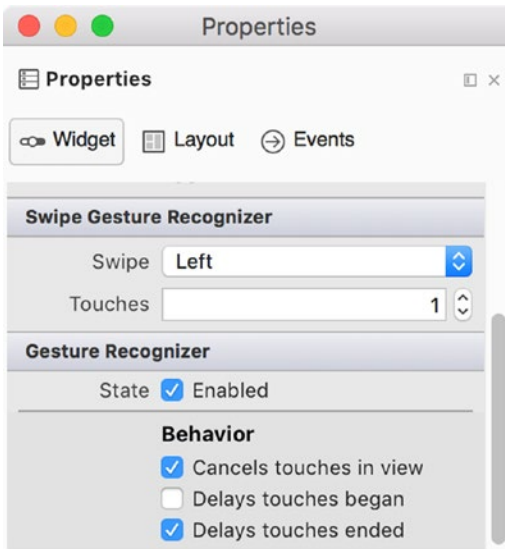 Properties
Properties
Widget Layout Events
Swipe Gesture Recognizer
Swipe Left
Touches 1
Gesture Recognizer
State Enabled
Behavior
Cancels touches in view
Delays touches began
Delays touches ended